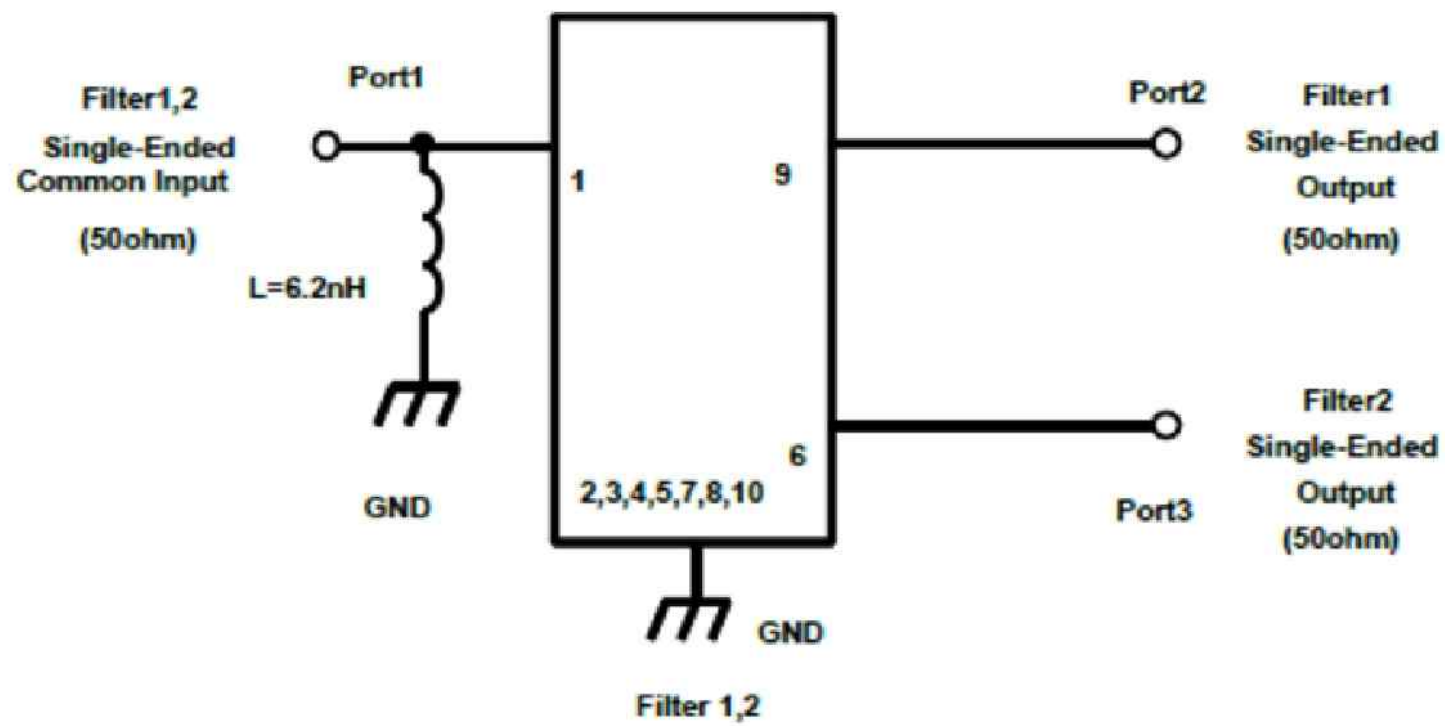 Port1
Filter1,2
Single-Ended
Common Input
(50ohm)
L=6.2nH
GND
1
9
6
2,3,4,5,7,8,10
GND
Filter 1,2
Port2
Filter1
Single-Ended
Output
(50ohm)
Filter2
Single-Ended
Output
(50ohm)
Port3